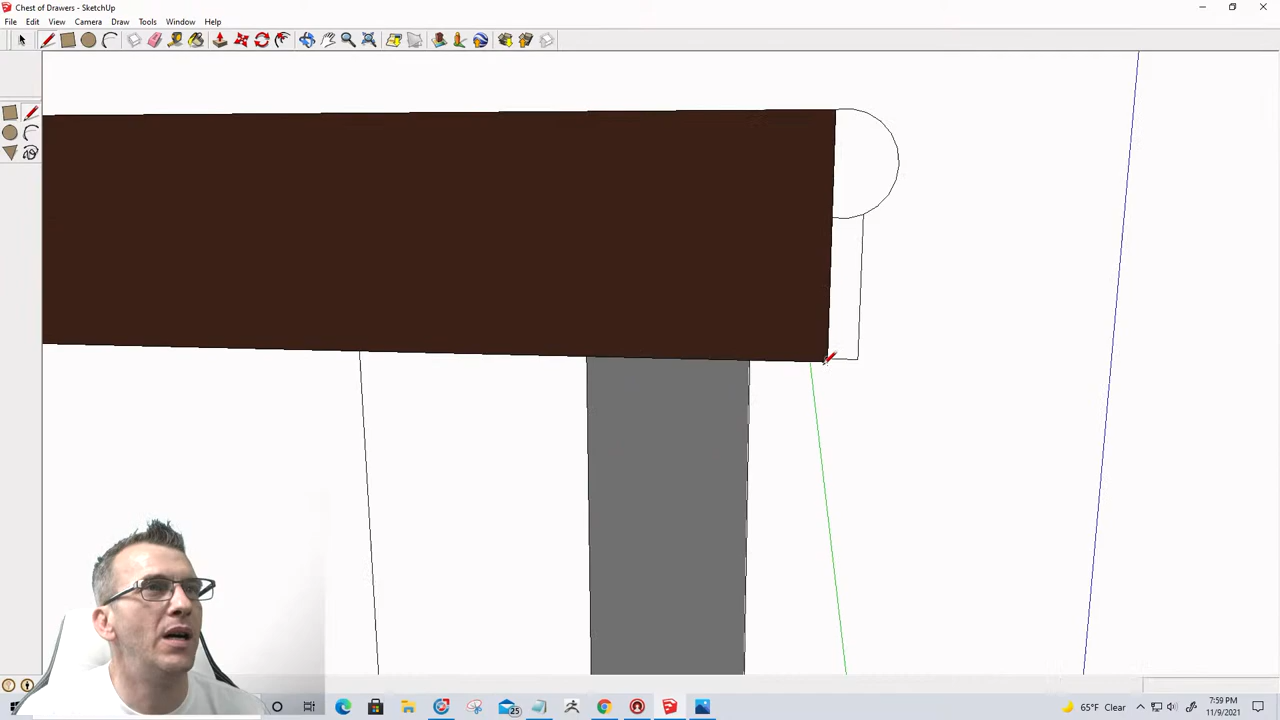 Chest of Drawers - SketchUp
File Edit View Camera Draw Tools Window Help
25
65°F Clear
7:59 PM
11/9/2021